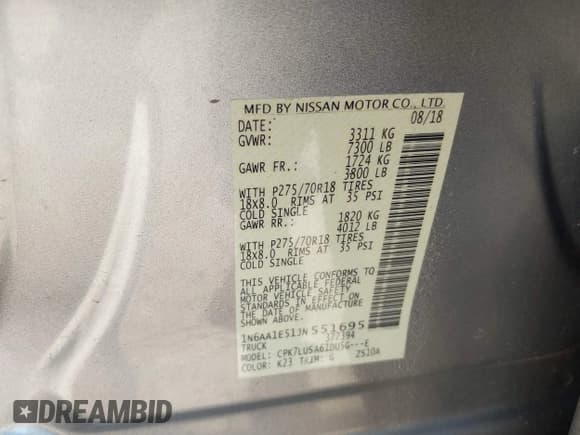 MFD BY NISSAN MOTOR CO., LTD.
DATE: 08/18
GVWR: 3311 KG
7300 LB
GAWR FR.: 1724 KG
3800 LB
WITH P275/70R18 TIRES
18x8.0 RIMS AT 35 PSI
COLD SINGLE
GAWR RR.: 1820 KG
4012 LB
WITH P275/70R18 TIRES
18x8.0 RIMS AT 35 PSI
COLD SINGLE
THIS VEHICLE CONFORMS TO
ALL APPLICABLE FEDERAL
MOTOR VEHICLE SAFETY
STANDARDS IN EFFECT ON
THE DATE OF MANUFACTURE
SHOWN ABOVE.
1N6AA1E51JN551695
TRUCK 377394
MODEL:
COLOR: K23 TRIM: G 2510A
DREAMBID